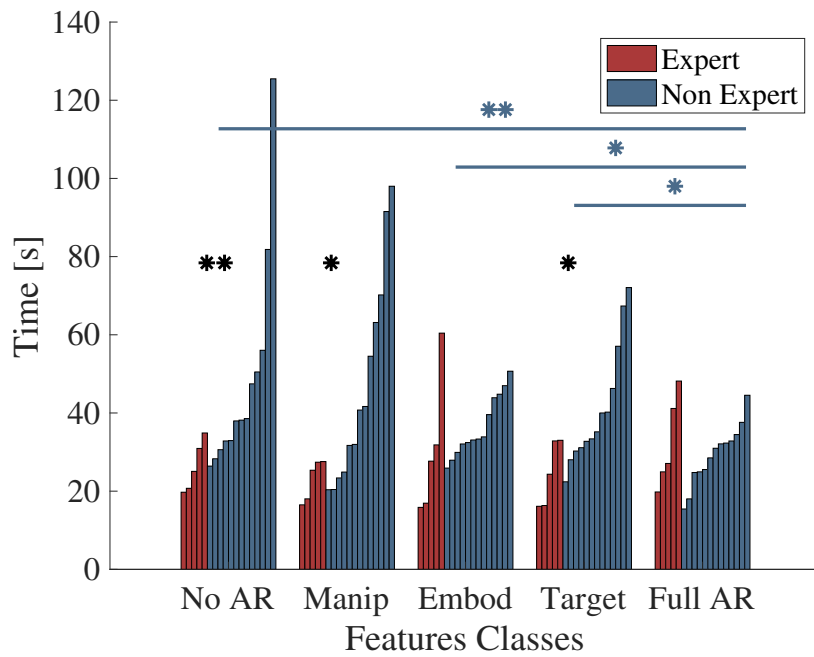 140
120
100
80
60
40
20
0
Time [s]
Expert
Non Expert
**
*
*
**
*
*
No AR Manip Embod Target Full AR
Features Classes